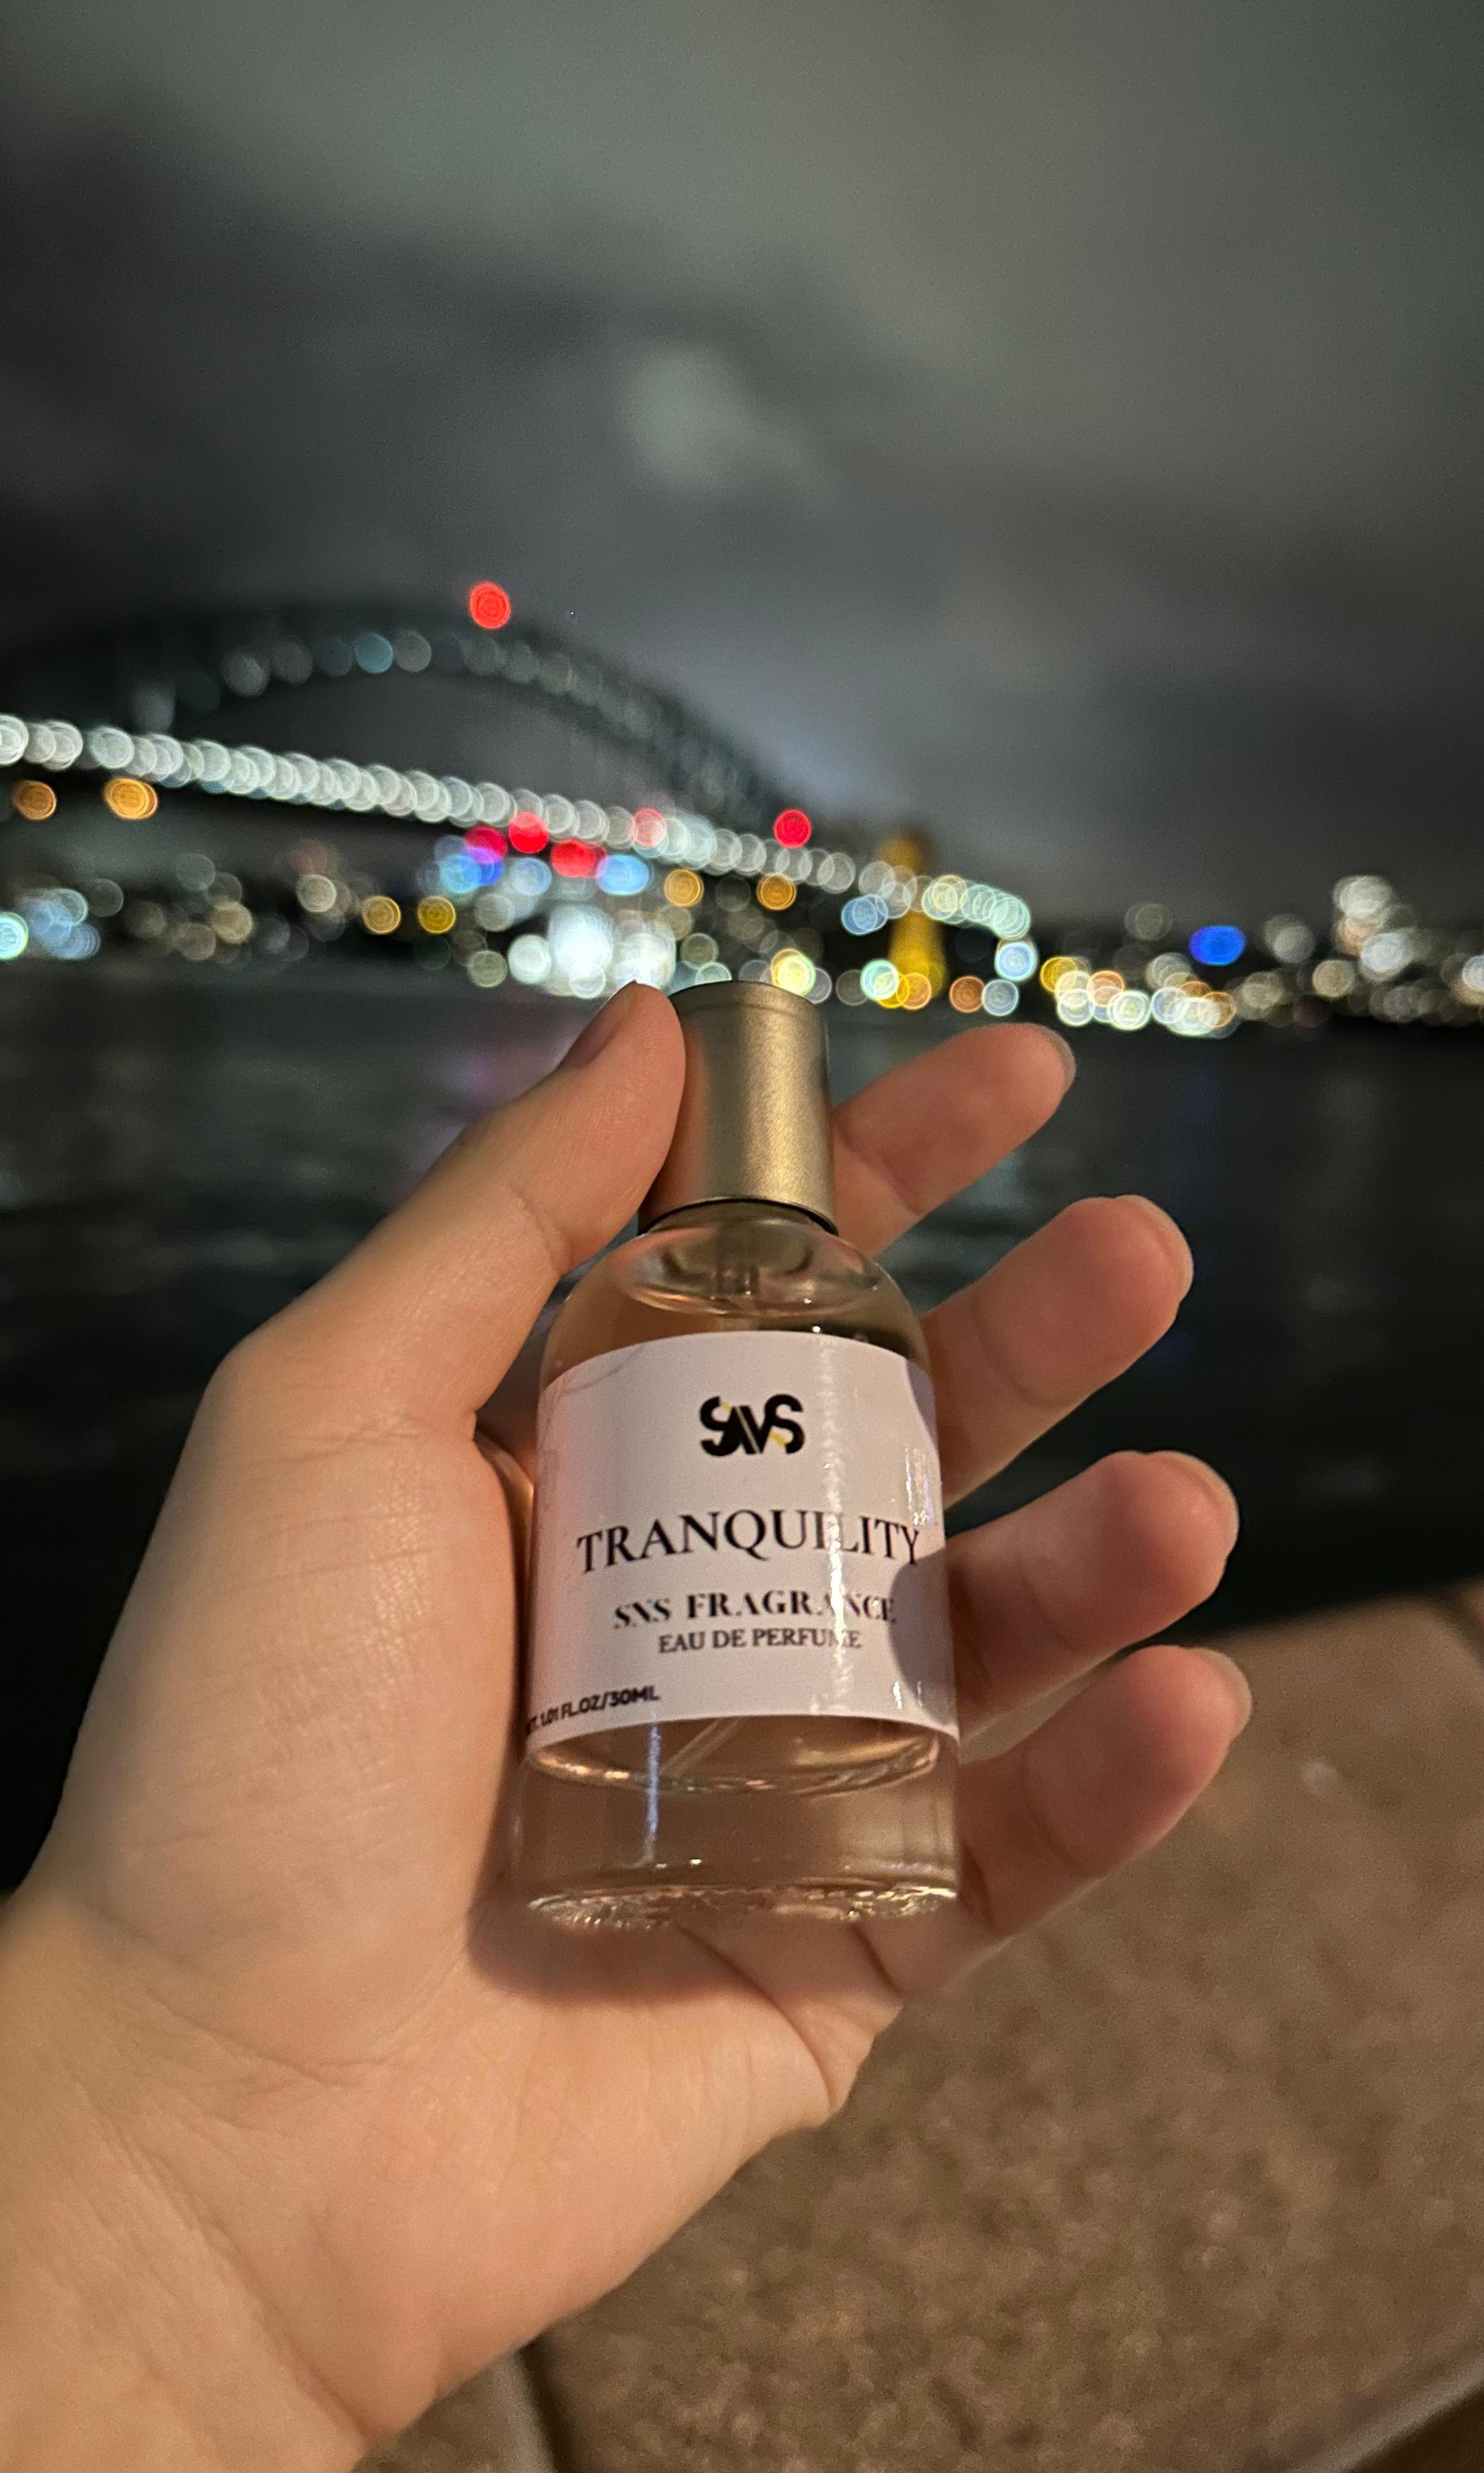 SNS
TRANQUILITY
SNS FRAGRANCE
EAU DE PERFUME
1.01 FL.OZ/30ML